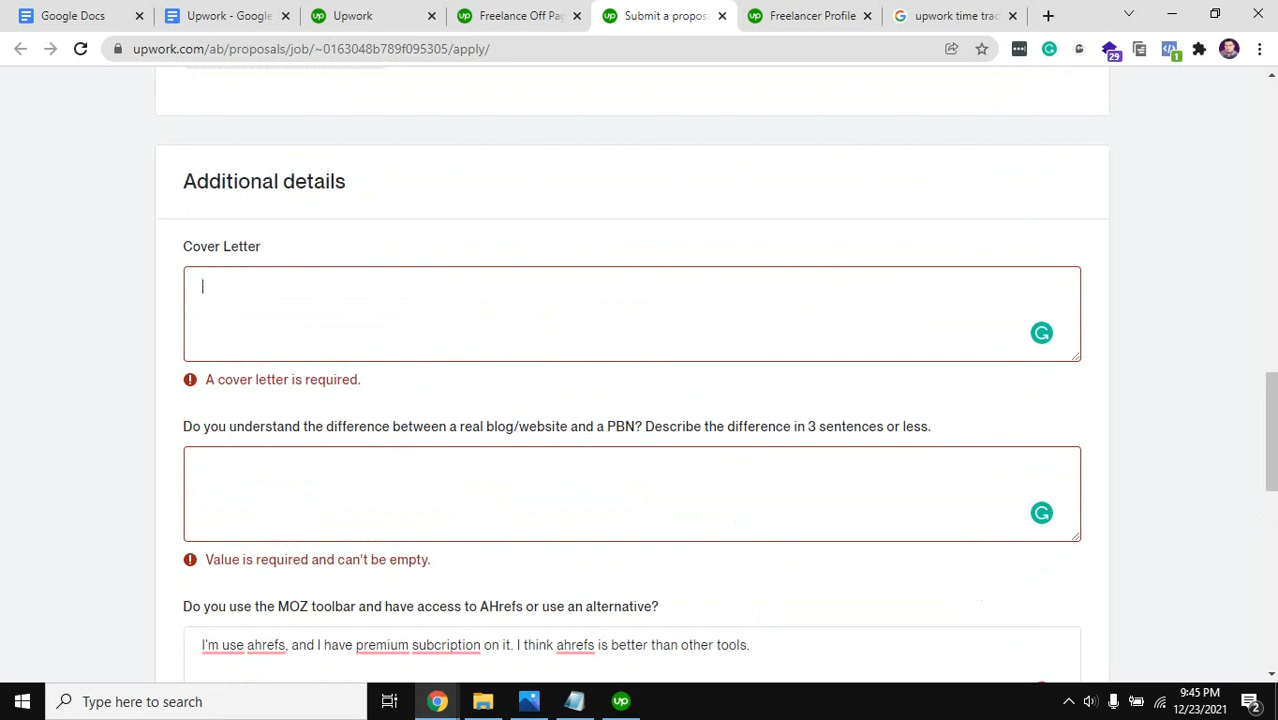 Google Docs
Upwork - Google
Upwork
Freelance Off Pag
Submit a propos
Freelancer Profile
upwork time trac
upwork.com/ab/proposals/job/~0163048b789f095305/apply/
29
1
Additional details
Cover Letter
A cover letter is required.
Do you understand the difference between a real blog/website and a PBN? Describe the difference in 3 sentences or less.
Value is required and can't be empty.
Do you use the MOZ toolbar and have access to AHrefs or use an alternative?
I'm use ahrefs, and I have premium subcription on it. I think ahrefs is better than other tools.
Type here to search
9:45 PM
12/23/2021
2